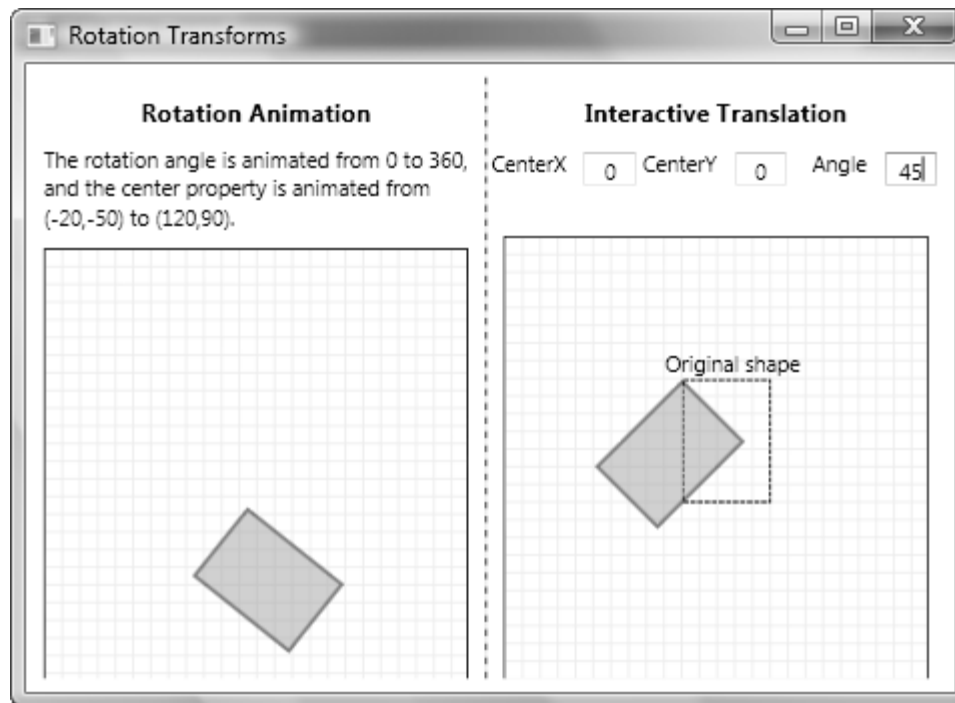 Rotation Transforms
Rotation Animation
The rotation angle is animated from 0 to 360,
and the center property is animated from
(-20,-50) to (120,90).
Interactive Translation
CenterX 0 CenterY 0 Angle 45
Original shape